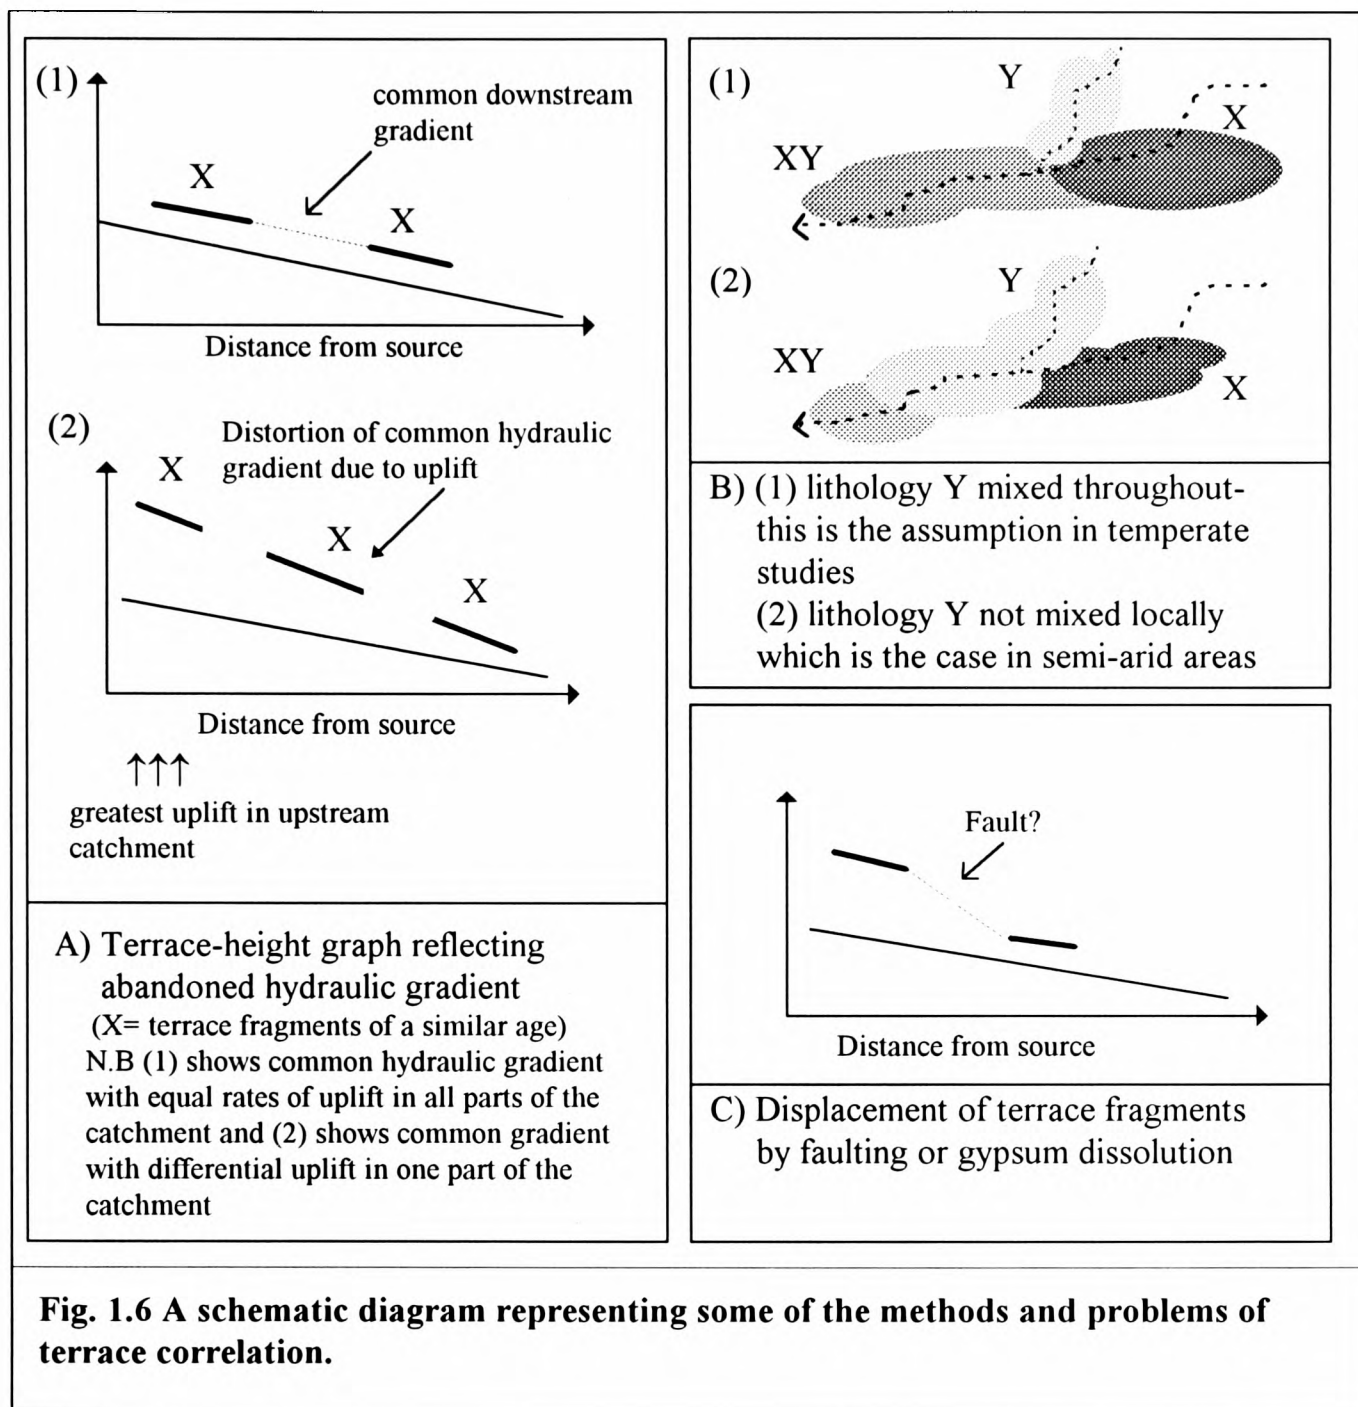 (1)
common downstream
gradient
X
X
Distance from source
(2)
Distortion of common hydraulic
gradient due to uplift
X
X
X
Distance from source
greatest uplift in upstream
catchment
A) Terrace-height graph reflecting
abandoned hydraulic gradient
(X= terrace fragments of a similar age)
N.B (1) shows common hydraulic gradient
with equal rates of uplift in all parts of the
catchment and (2) shows common gradient
with differential uplift in one part of the
catchment
(1)
Y
X
XY
(2)
Y
XY
X
B) (1) lithology Y mixed throughout-
this is the assumption in temperate
studies
(2) lithology Y not mixed locally
which is the case in semi-arid areas
Fault?
Distance from source
C) Displacement of terrace fragments
by faulting or gypsum dissolution
Fig. 1.6 A schematic diagram representing some of the methods and problems of
terrace correlation.